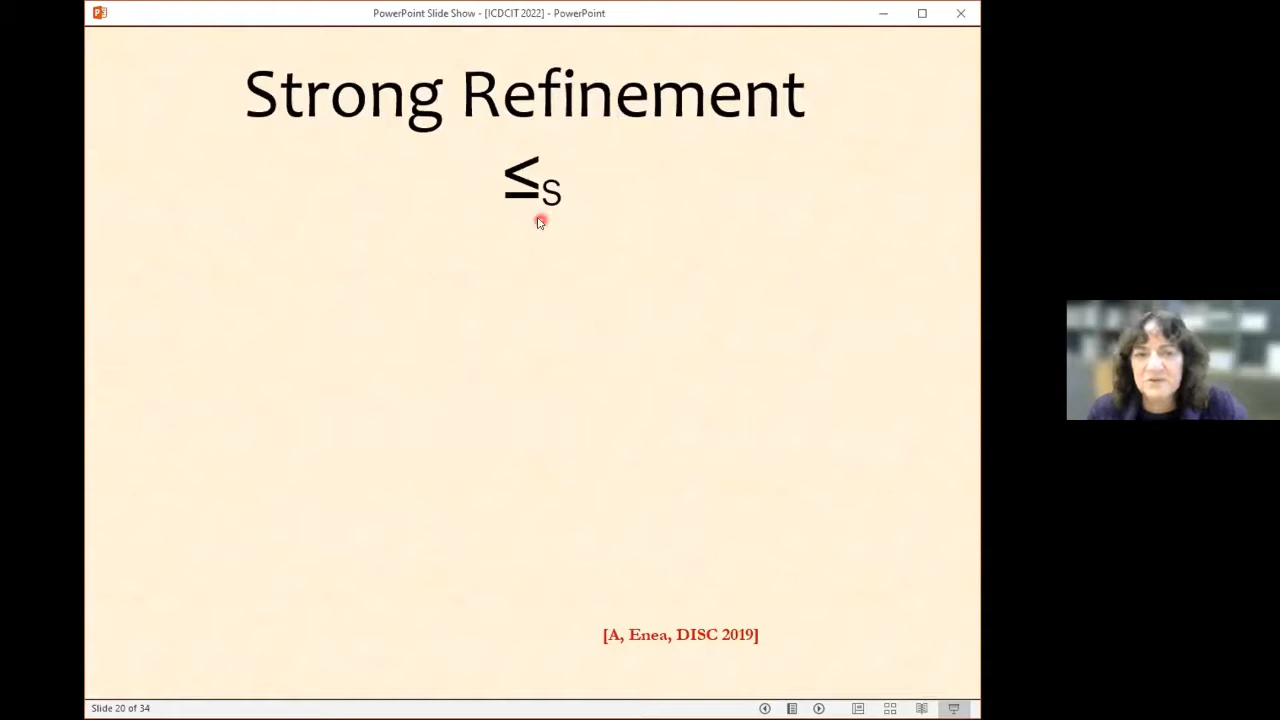 PowerPoint Slide Show - [ICDCIT 2022] - PowerPoint
Strong Refinement
≤S
[A, Enea, DISC 2019]
Slide 20 of 34